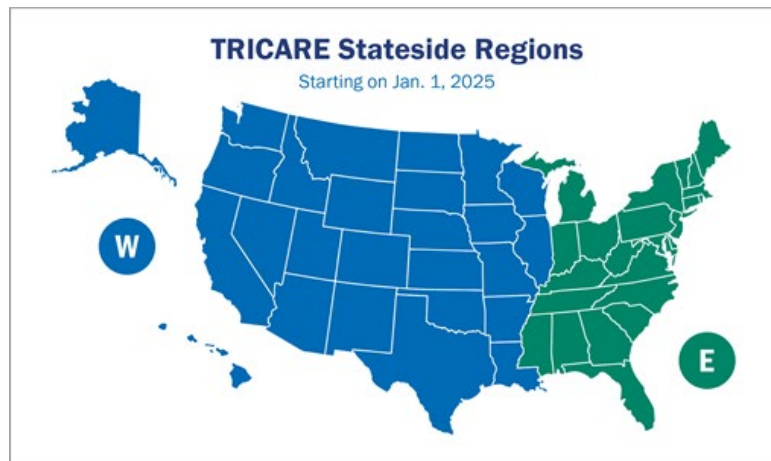 TRICARE Stateside Regions
Starting on Jan. 1, 2025
W
E